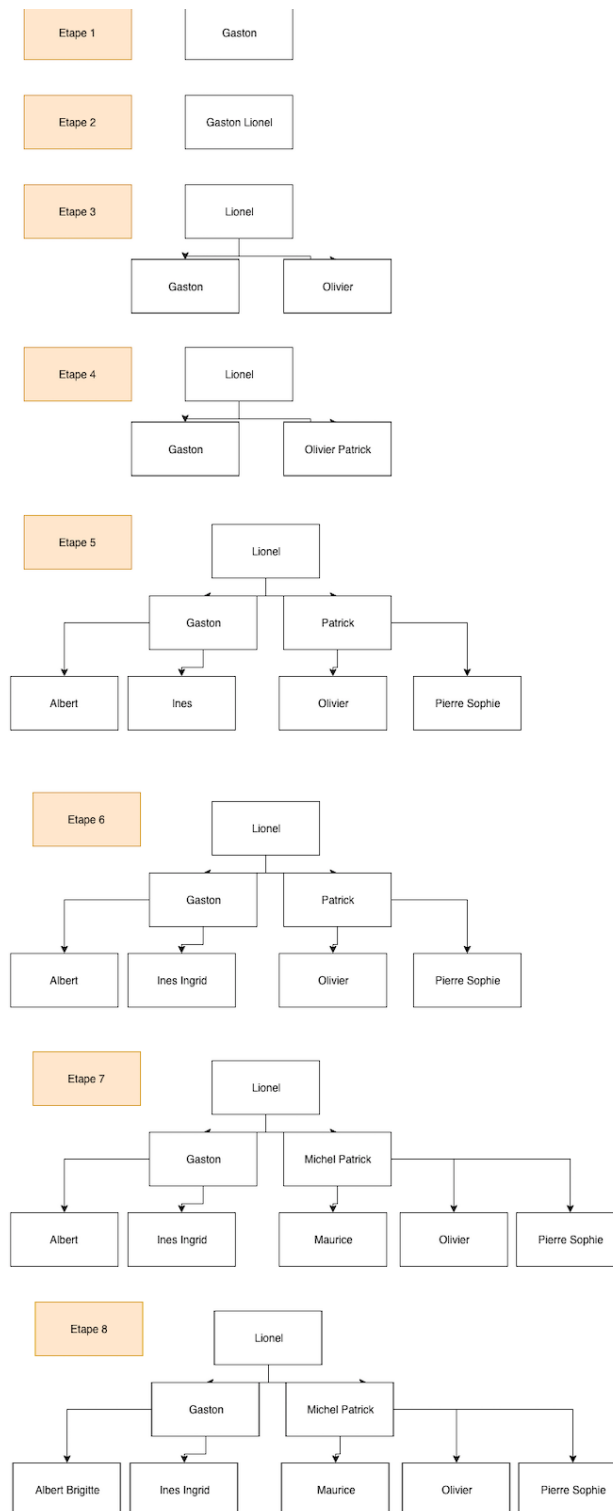 Etape 1
Gaston
Etape 2
Gaston Lionel
Etape 3
Lionel
Gaston
Olivier
Etape 4
Lionel
Gaston
Olivier Patrick
Etape 5
Lionel
Gaston
Patrick
Albert
Ines
Olivier
Pierre Sophie
Etape 6
Lionel
Gaston
Patrick
Albert
Ines Ingrid
Olivier
Pierre Sophie
Etape 7
Lionel
Gaston
Michel Patrick
Albert
Ines Ingrid
Maurice
Olivier
Pierre Sophie
Etape 8
Lionel
Gaston
Michel Patrick
Albert Brigitte
Ines Ingrid
Maurice
Olivier
Pierre Sophie